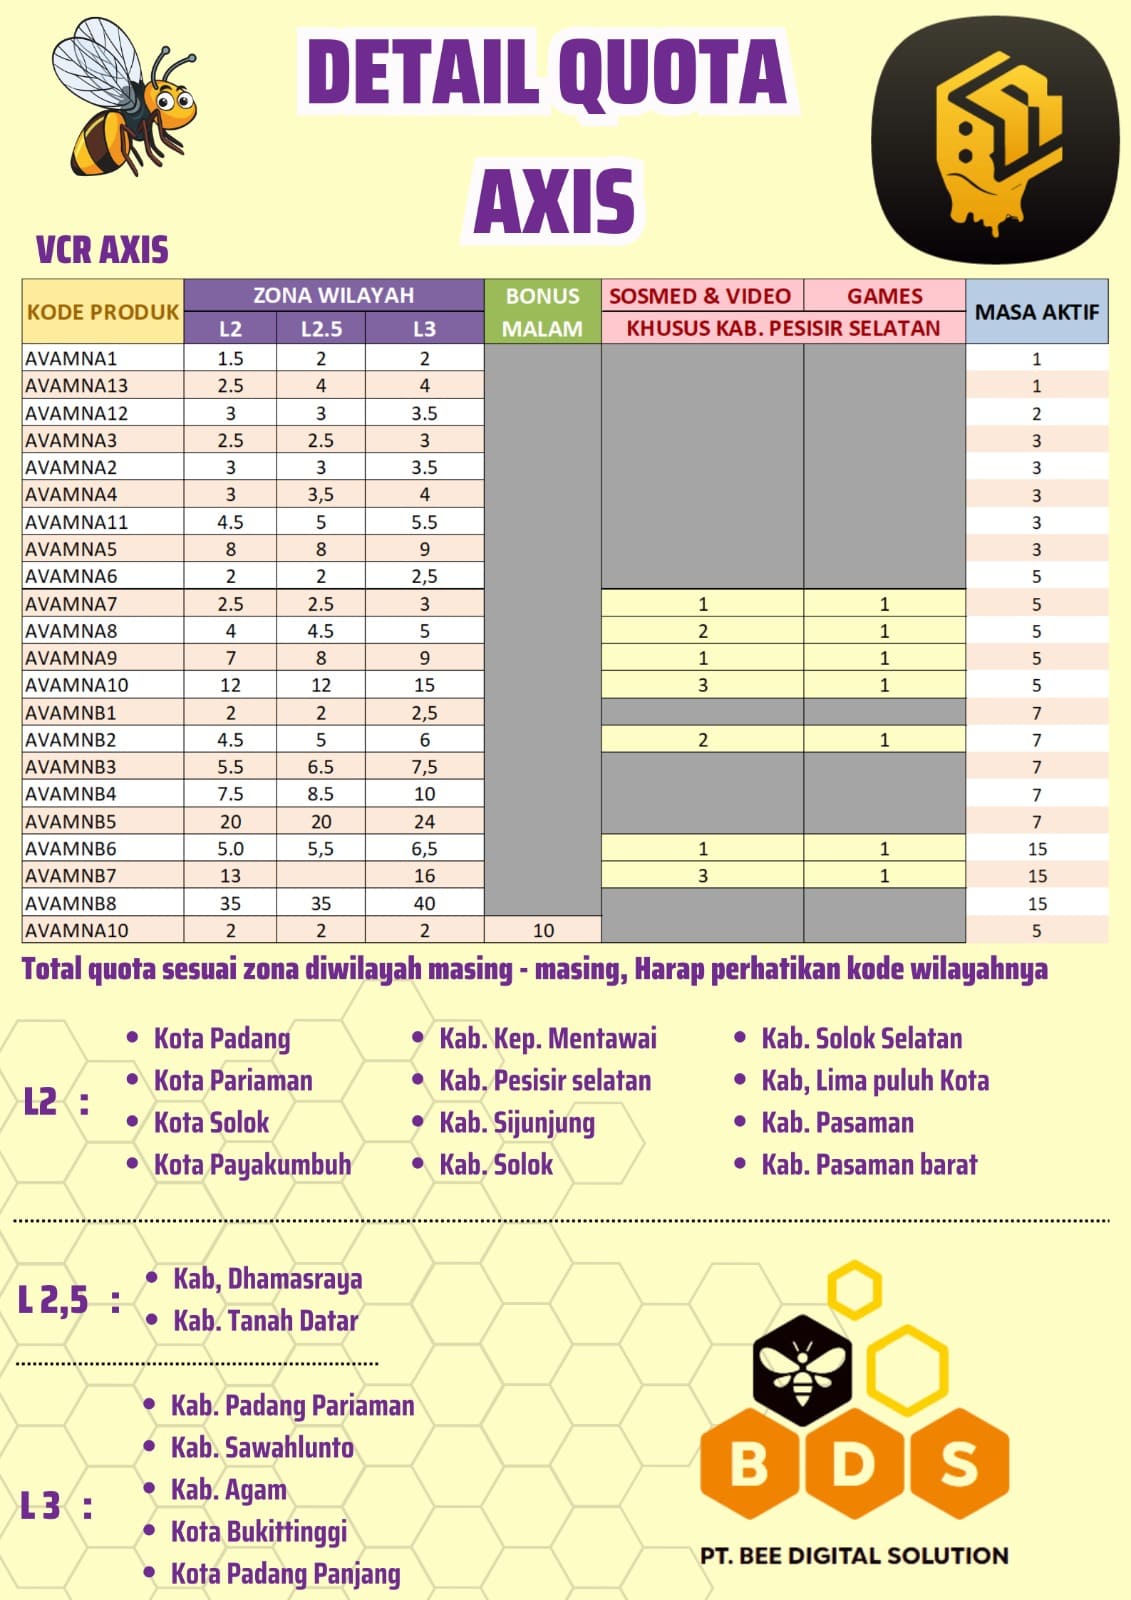 DETAIL QUOTA
AXIS
VCR AXIS
KODE PRODUK ZONA WILAYAH BONUS MALAM SOSMED & VIDEO GAMES MASA AKTIF
L2 L2.5 L3 KHUSUS KAB. PESISIR SELATAN
AVAMNA1 1.5 2 2 1
AVAMNA13 2.5 4 4 1
AVAMNA12 3 3 3.5 2
AVAMNA3 2.5 2.5 3 3
AVAMNA2 3 3 3.5 3
AVAMNA4 3 3,5 4 3
AVAMNA11 4.5 5 5.5 3
AVAMNA5 8 8 9 3
AVAMNA6 2 2 2,5 5
AVAMNA7 2.5 2.5 3 1 1 5
AVAMNA8 4 4.5 5 2 1 5
AVAMNA9 7 8 9 1 1 5
AVAMNA10 12 12 15 3 1 5
AVAMNB1 2 2 2,5 7
AVAMNB2 4.5 5 6 2 1 7
AVAMNB3 5.5 6.5 7,5 7
AVAMNB4 7.5 8.5 10 7
AVAMNB5 20 20 24 7
AVAMNB6 5.0 5,5 6,5 1 1 15
AVAMNB7 13 16 3 1 15
AVAMNB8 35 35 40 15
AVAMNA10 2 2 2 10 5
Total quota sesuai zona diwilayah masing - masing, Harap perhatikan kode wilayahnya
L2 :
• Kota Padang
• Kota Pariaman
• Kota Solok
• Kota Payakumbuh
• Kab. Kep. Mentawai
• Kab. Pesisir selatan
• Kab. Sijunjung
• Kab. Solok
• Kab. Solok Selatan
• Kab, Lima puluh Kota
• Kab. Pasaman
• Kab. Pasaman barat
L 2,5 :
• Kab, Dhamasraya
• Kab. Tanah Datar
L 3 :
• Kab. Padang Pariaman
• Kab. Sawahlunto
• Kab. Agam
• Kota Bukittinggi
• Kota Padang Panjang
B D S
PT. BEE DIGITAL SOLUTION